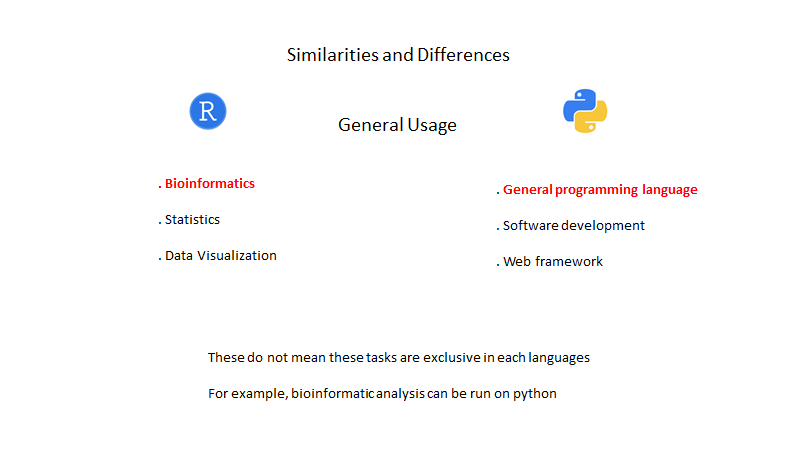 Similarities and Differences
R
General Usage
. Bioinformatics
. Statistics
. Data Visualization
. General programming language
. Software development
. Web framework
These do not mean these tasks are exclusive in each languages
For example, bioinformatic analysis can be run on python